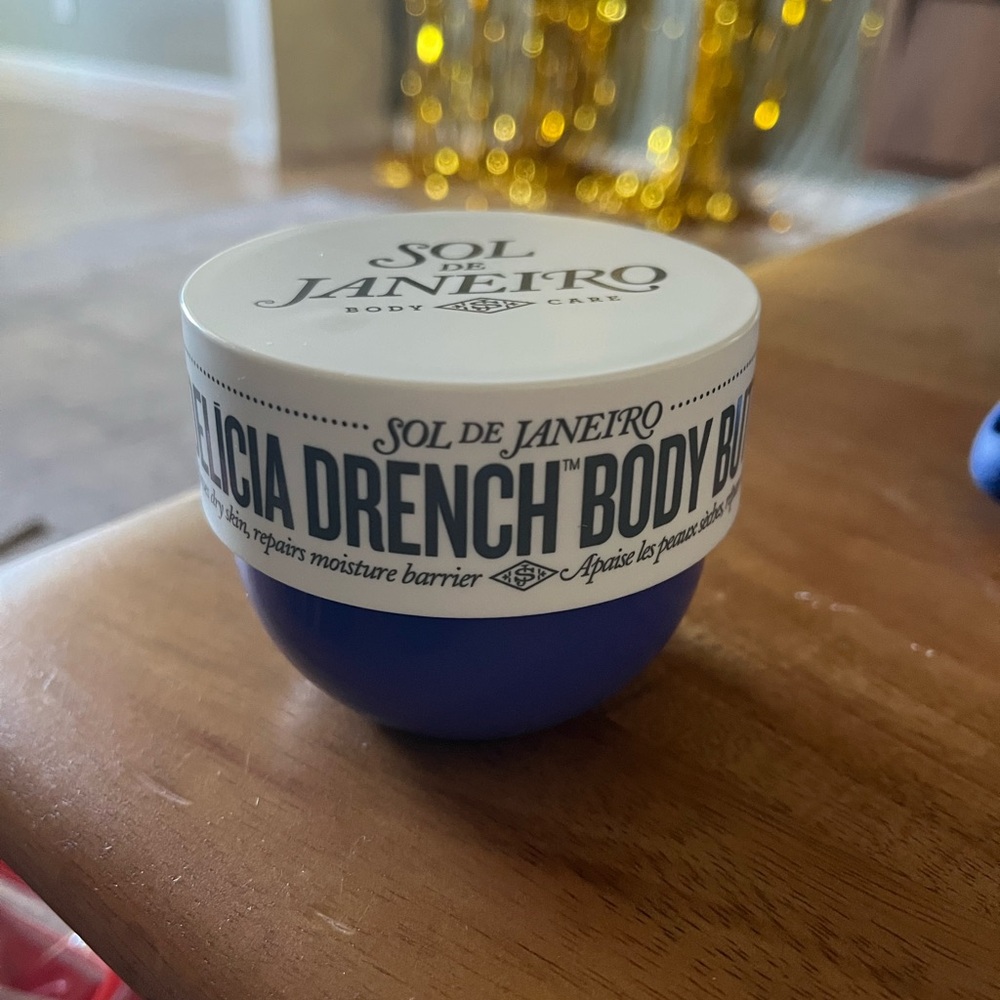 SOL
DE
JANEIRO
BODY CARE
SOL DE JANEIRO
DRENCH™ BODY
dry skin, repairs moisture barrier Apaise les peaux sèches,